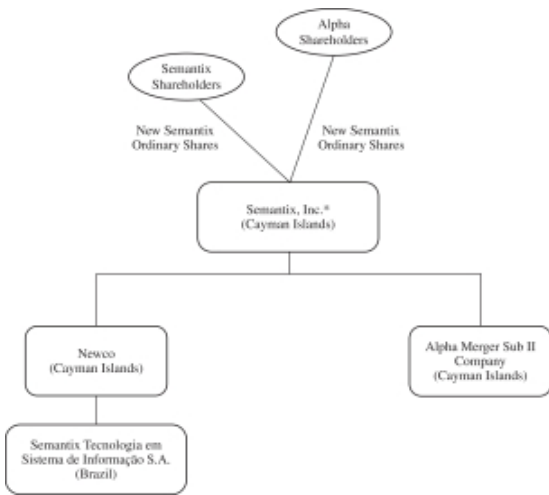 Alpha
Shareholders
Semantix
Shareholders
New Semantix
Ordinary Shares
New Semantix
Ordinary Shares
Semantix, Inc.*
(Cayman Islands)
Newco
(Cayman Islands)
Alpha Merger Sub II
Company
(Cayman Islands)
Semantix Tecnologia em
Sistema de Informação S.A.
(Brazil)